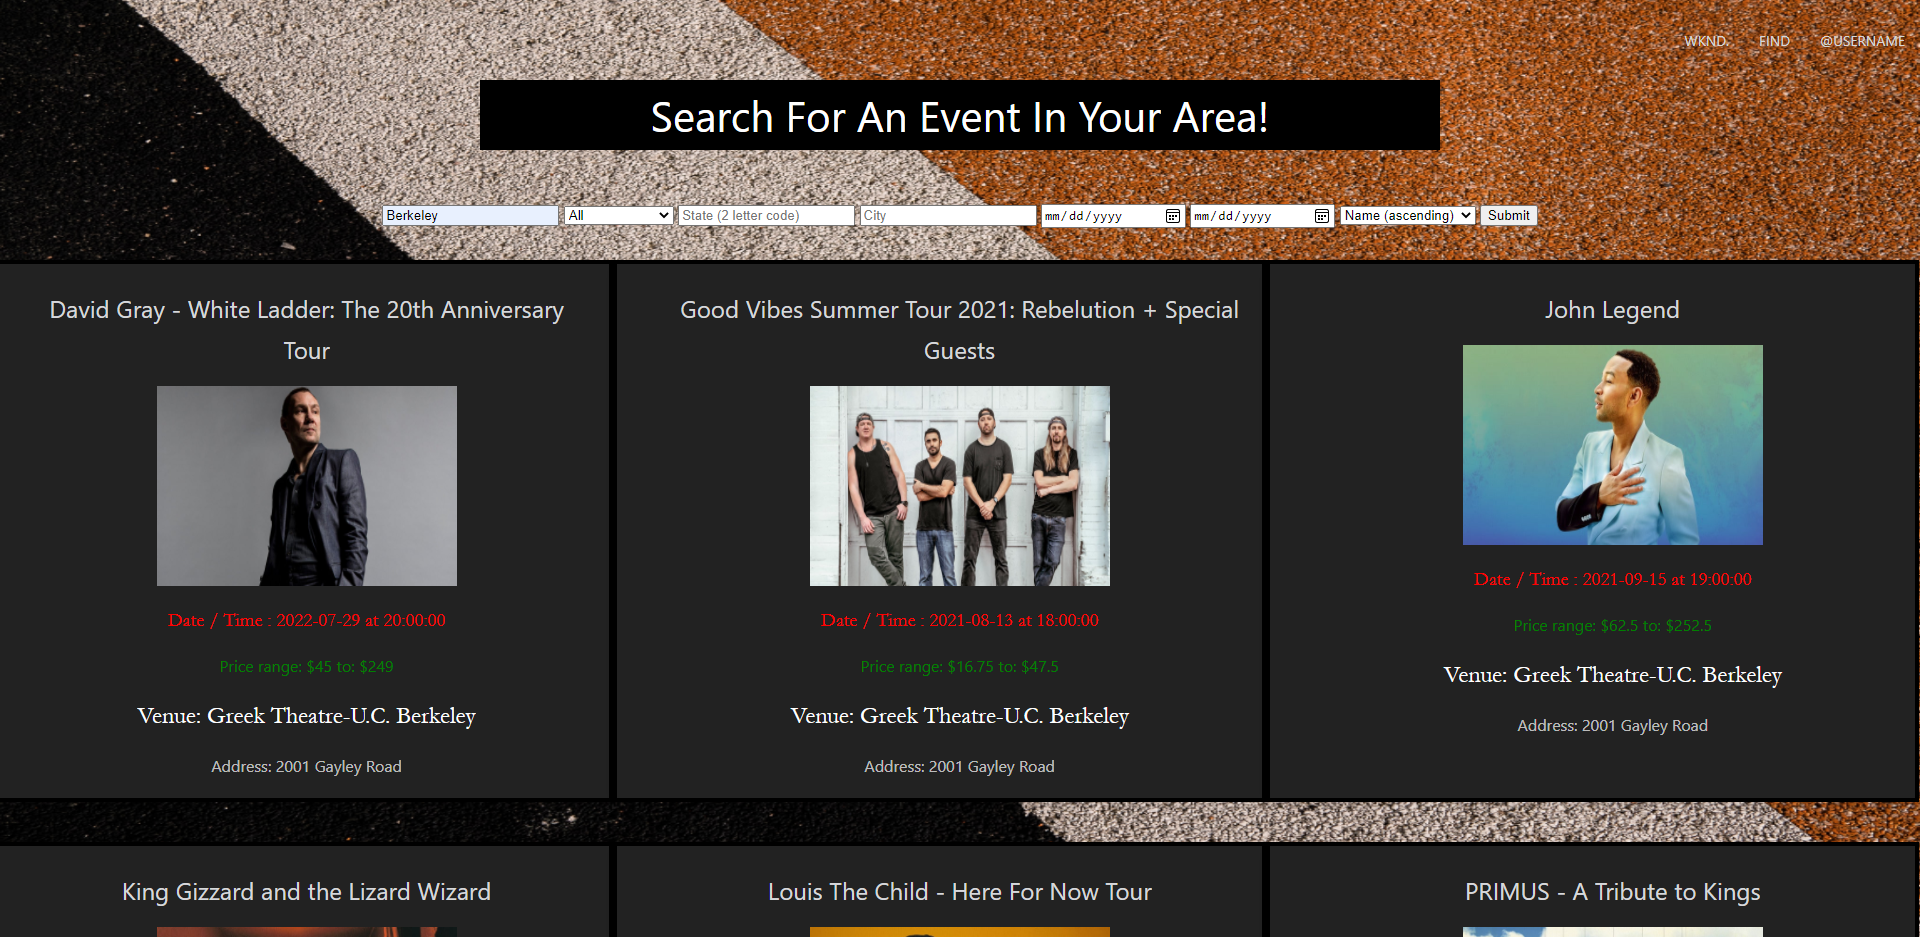 WKND. FIND @USERNAME
Search For An Event In Your Area!
Berkeley All State (2 letter code) City mm/dd/yyyy mm/dd/yyyy Name (ascending) Submit
David Gray - White Ladder: The 20th Anniversary
Tour
Date / Time : 2022-07-29 at 20:00:00
Price range: $45 to: $249
Venue: Greek Theatre-U.C. Berkeley
Address: 2001 Gayley Road
Good Vibes Summer Tour 2021: Rebelution + Special
Guests
Date / Time : 2021-08-13 at 18:00:00
Price range: $16.75 to: $47.5
Venue: Greek Theatre-U.C. Berkeley
Address: 2001 Gayley Road
John Legend
Date / Time : 2021-09-15 at 19:00:00
Price range: $62.5 to: $252.5
Venue: Greek Theatre-U.C. Berkeley
Address: 2001 Gayley Road
King Gizzard and the Lizard Wizard
Louis The Child - Here For Now Tour
PRIMUS - A Tribute to Kings